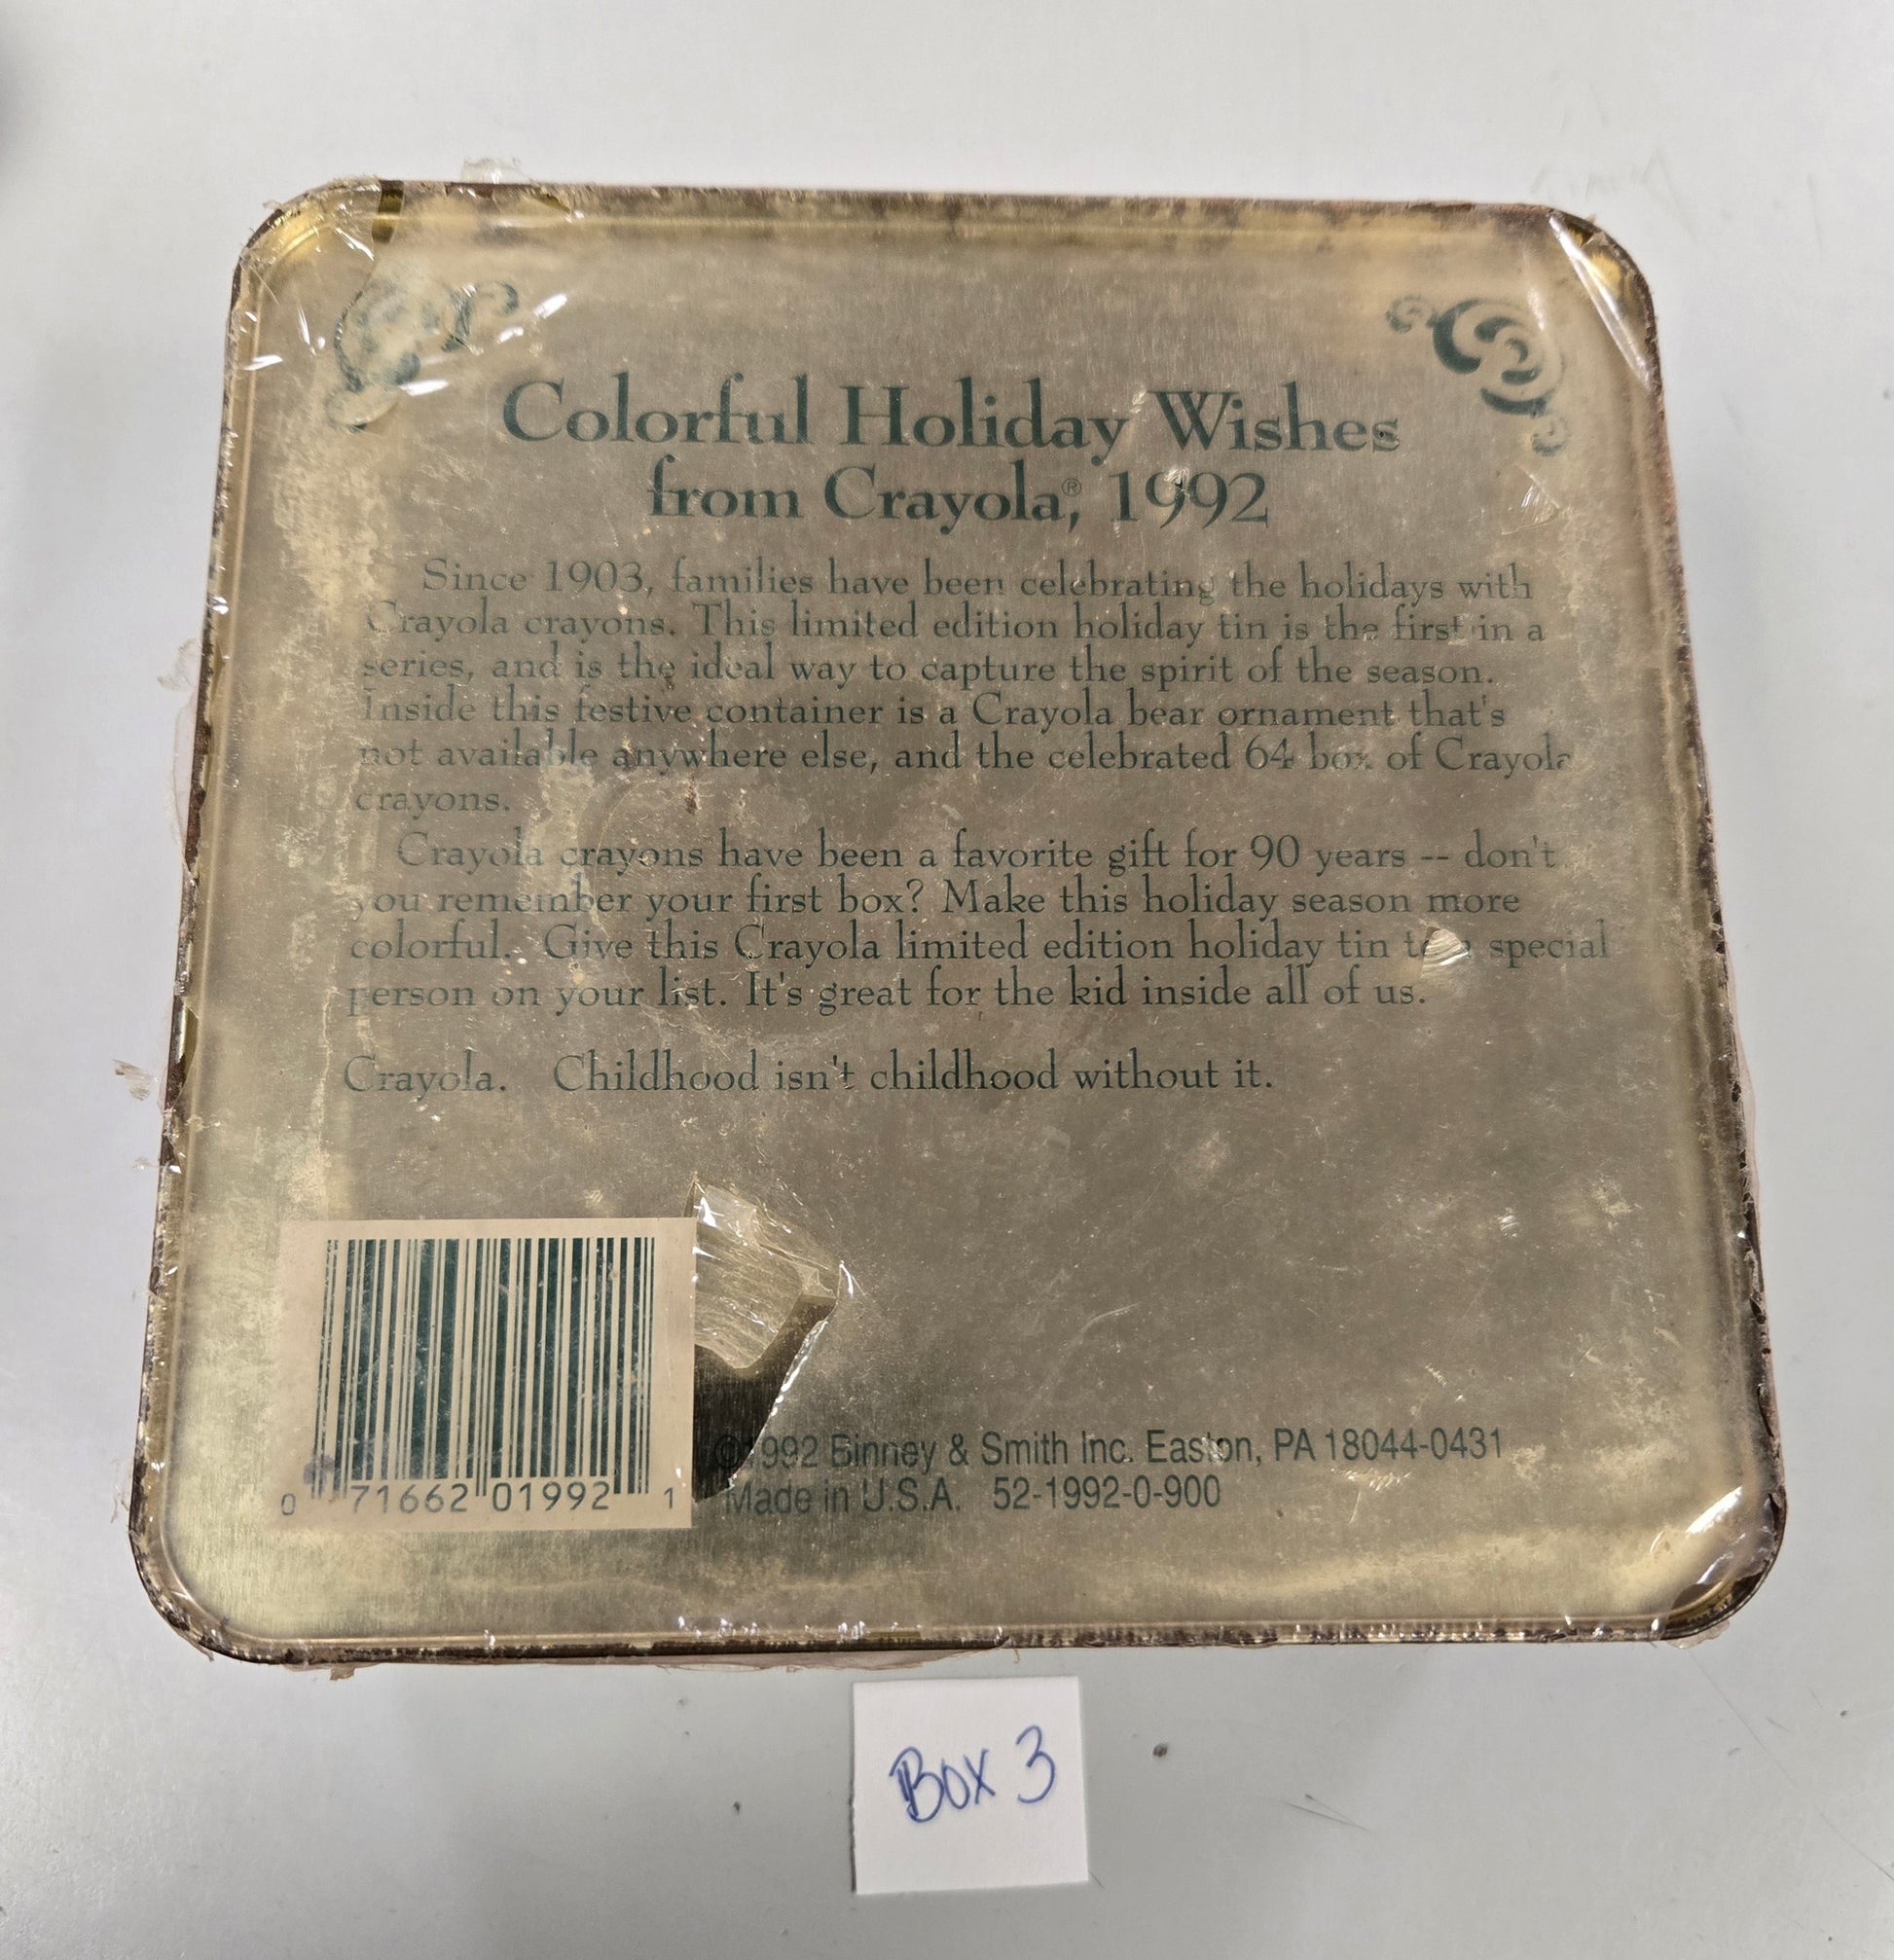 Colorful Holiday Wishes
from Crayola®, 1992
Since 1903, families have been celebrating the holidays with
Crayola crayons. This limited edition holiday tin is the first in a
series, and is the ideal way to capture the spirit of the season.
Inside this festive container is a Crayola bear ornament that's
not available anywhere else, and the celebrated 64 box of Crayola
crayons.
Crayola crayons have been a favorite gift for 90 years -- don't
you remember your first box? Make this holiday season more
colorful. Give this Crayola limited edition holiday tin to a special
person on your list. It's great for the kid inside all of us.
Crayola. Childhood isn't childhood without it.
©1992 Binney & Smith Inc. Easton, PA 18044-0431
Made in U.S.A. 52-1992-0-900
0 71662 01992 1
Box 3